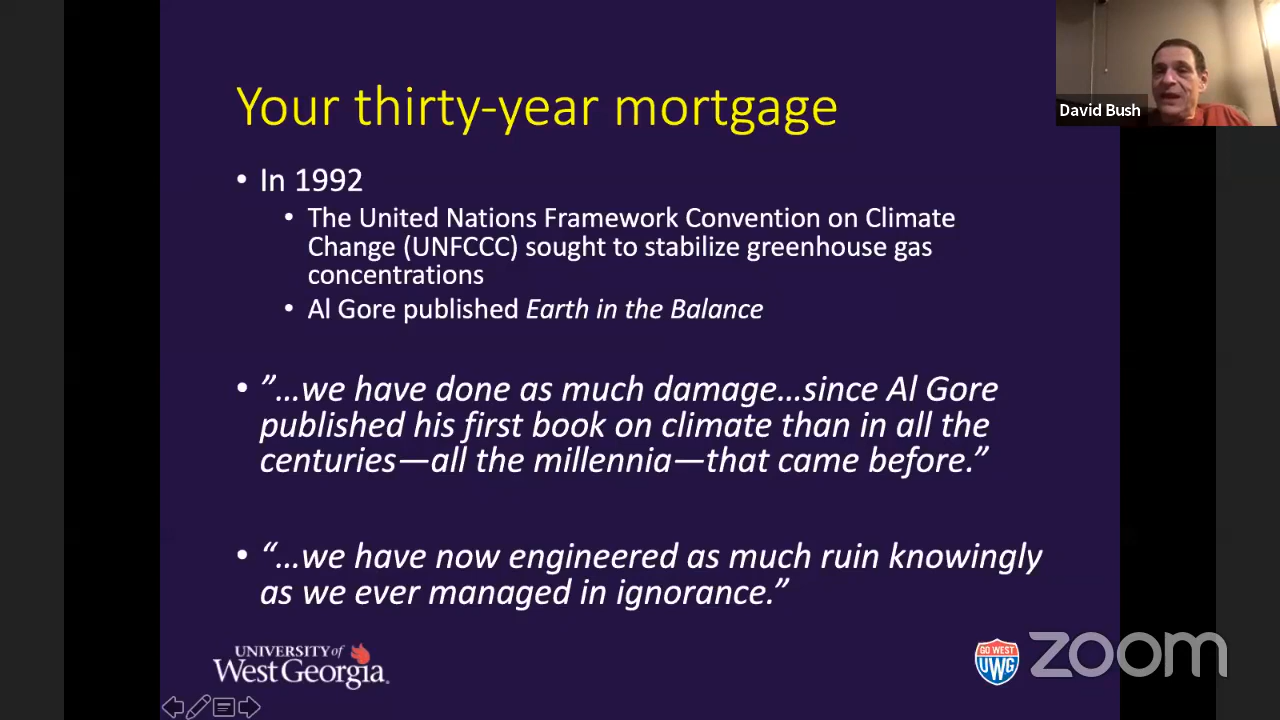 Your thirty-year mortgage
David Bush
• In 1992
• The United Nations Framework Convention on Climate
Change (UNFCCC) sought to stabilize greenhouse gas
concentrations
• Al Gore published Earth in the Balance
• ”…we have done as much damage…since Al Gore
published his first book on climate than in all the
centuries—all the millennia—that came before.”
• “…we have now engineered as much ruin knowingly
as we ever managed in ignorance.”
UNIVERSITY of
West Georgia
GO WEST
UWG
zoom